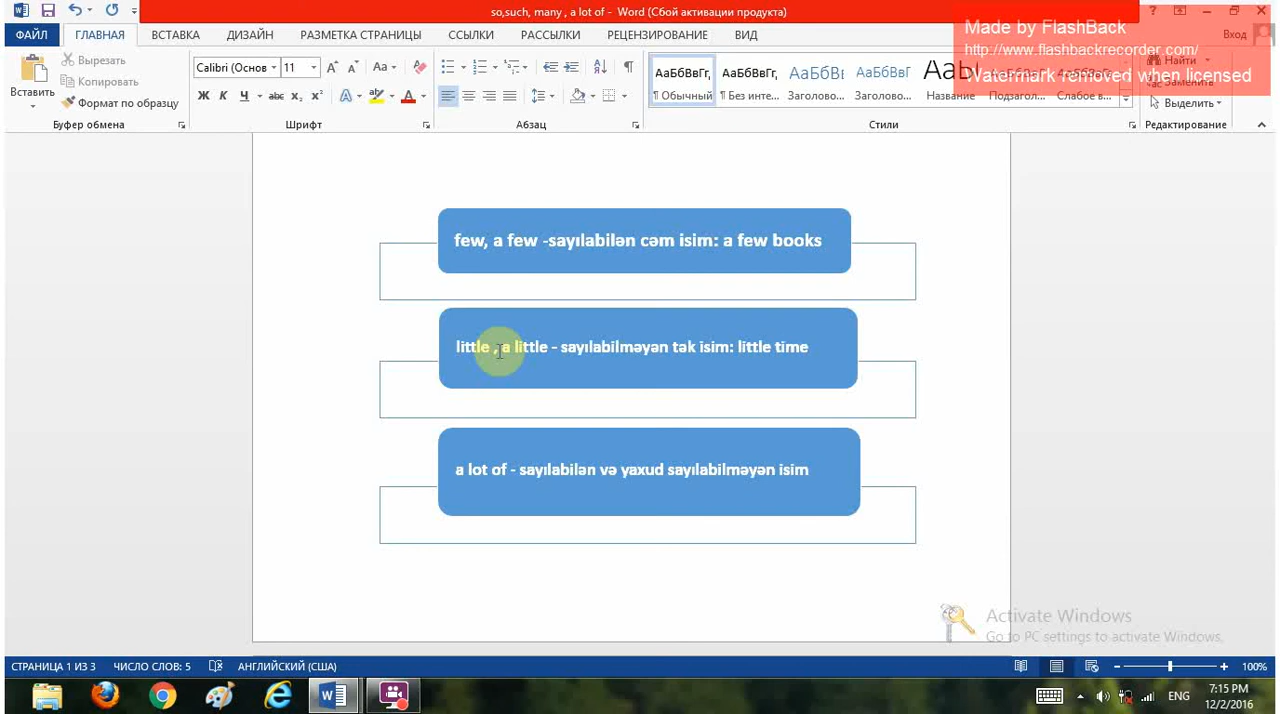 so,such, many , a lot of - Word (Сбой активации продукта)
Made by FlashBack
http://www.flashbackrecorder.com/
Watermark removed when licensed
Вход
ФАЙЛ ГЛАВНАЯ ВСТАВКА ДИЗАЙН РАЗМЕТКА СТРАНИЦЫ ССЫЛКИ РАССЫЛКИ РЕЦЕНЗИРОВАНИЕ ВИД
Вставить
Вырезать
Копировать
Формат по образцу
Буфер обмена
Calibri (Основ 11
Шрифт
Абзац
АаБбВвГг, АаБбВвГг, АаБбВı АаБбВвГ АаЫ
¶ Обычный ¶ Без инте... Заголово... Заголово... Название Подзагол... Слабое в...
Стили
Найти
Заменить
Выделить
Редактирование
few, a few -sayılabilən cəm isim: a few books
little , a little - sayılabilməyən tək isim: little time
a lot of - sayılabilən və yaxud sayılabilməyən isim
Activate Windows
Go to PC settings to activate Windows.
СТРАНИЦА 1 ИЗ 3 ЧИСЛО СЛОВ: 5 АНГЛИЙСКИЙ (США) 100%
ENG
7:15 PM
12/2/2016